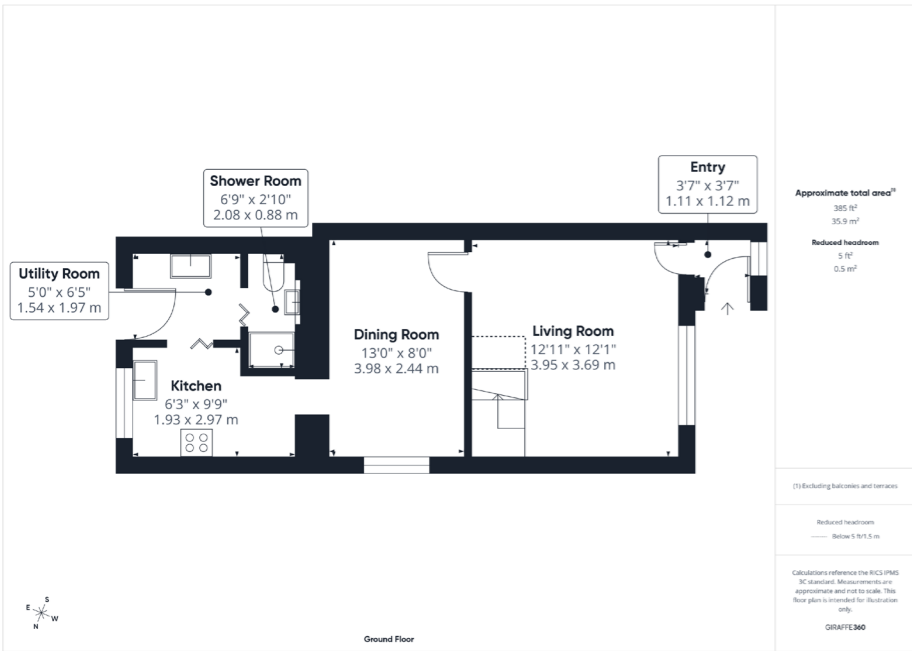 Shower Room
6'9" x 2'10"
2.08 x 0.88 m
Entry
3'7" x 3'7"
1.11 x 1.12 m
Utility Room
5'0" x 6'5"
1.54 x 1.97 m
Dining Room
13'0" x 8'0"
3.98 x 2.44 m
Living Room
12'11" x 12'1"
3.95 x 3.69 m
Kitchen
6'3" x 9'9"
1.93 x 2.97 m
S
E
W
N
Ground Floor
Approximate total area⁽¹⁾
385 ft²
35.9 m²
Reduced headroom
5 ft²
0.5 m²
(1) Excluding balconies and terraces
Reduced headroom
Below 5 ft/1.5 m
Calculations reference the RICS IPMS
3C standard. Measurements are
approximate and not to scale. This
floor plan is intended for illustration
only.
GIRAFFE360